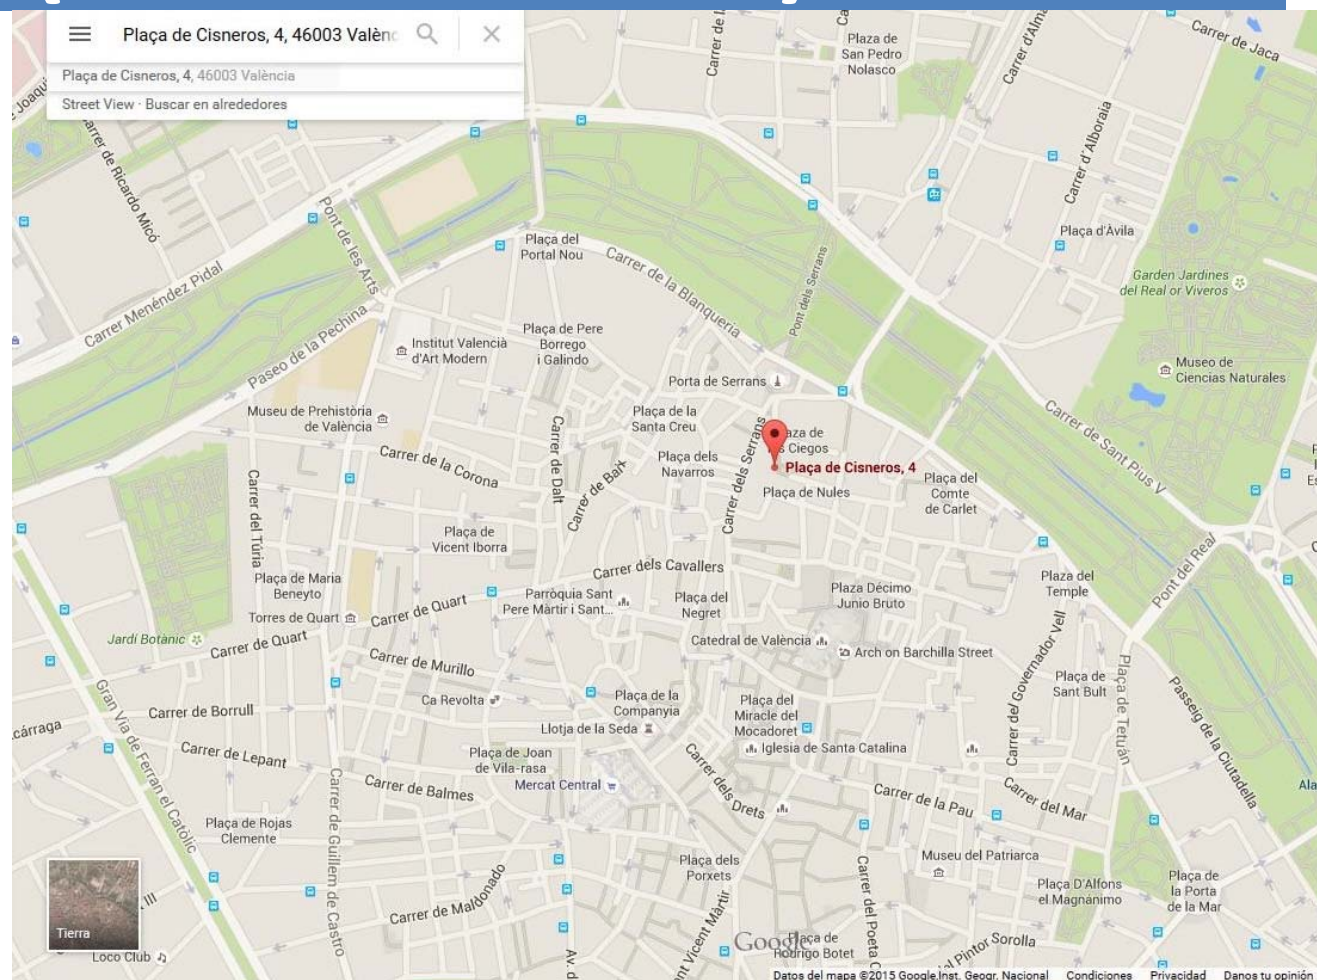 Plaça de Cisneros, 4, 46003 Valènc
Plaça de Cisneros, 4, 46003 València
Street View · Buscar en alrededores
Plaza de
San Pedro
Nolasco
Carrer de Jaca
Carrer d'Alboraia
Carrer de Ricardo Micó
Pont de les Arts
Plaça d'Àvila
Plaça del
Portal Nou
Carrer de la Blanqueria
Pont dels Serrans
Garden Jardines
del Real or Viveros
Carrer Menéndez Pidal
Paseo de la Pechina
Institut Valencià
d'Art Modern
Plaça de Pere
Borrego
i Galindo
Museo de
Ciencias Naturales
Porta de Serrans
Museu de Prehistòria
de València
Plaça de la
Santa Creu
Carrer de Sant Pius V
Carrer de la Corona
Carrer de Dalt
Carrer de Baix
Plaça dels
Navarros
Carrer dels Serrans
Ciegos
Plaça de Cisneros, 4
Plaça de Nules
Plaça del
Comte
de Carlet
Carrer del Túria
Plaça de
Vicent Iborra
Carrer dels Cavallers
Pont del Real
Plaça de Maria
Beneyto
Parròquia Sant
Pere Màrtir i Sant...
Plaça del
Negret
Plaza Décimo
Junio Bruto
Plaza del
Temple
Torres de Quart
Carrer de Quart
Jardí Botànic
Carrer de Quart
Catedral de València
Arch on Barchilla Street
Carrer del Governador Vell
Carrer de Murillo
Ca Revolta
Plaça de la
Companyia
Plaça de
Sant Bult
Plaça de Tetuán
Passeig de la Ciutadella
Gran Via de Ferran el Catòlic
cárraga
Carrer de Borrull
Llotja de la Seda
Plaça del
Miracle del
Mocadoret
Iglesia de Santa Catalina
Carrer de Lepant
Plaça de Joan
de Vila-rasa
Mercat Central
Carrer de Balmes
Carrer dels Drets
Carrer de la Pau
Carrer del Mar
Plaça de Rojas
Clemente
Carrer de Guillem de Castro
Plaça dels
Porxets
Museu del Patriarca
Plaça D'Alfons
el Magnànim
Plaça de
la Porta
de la Mar
Carrer de Maldonado
Tierra
III
Loco Club
Av. d
nt Vicent Màrtir
Carrer del Poeta
Google
Plaça de
Rodrigo Botet
l Pintor Sorolla
Datos del mapa ©2015 Google,Inst. Geogr. Nacional Condiciones Privacidad Danos tu opinión